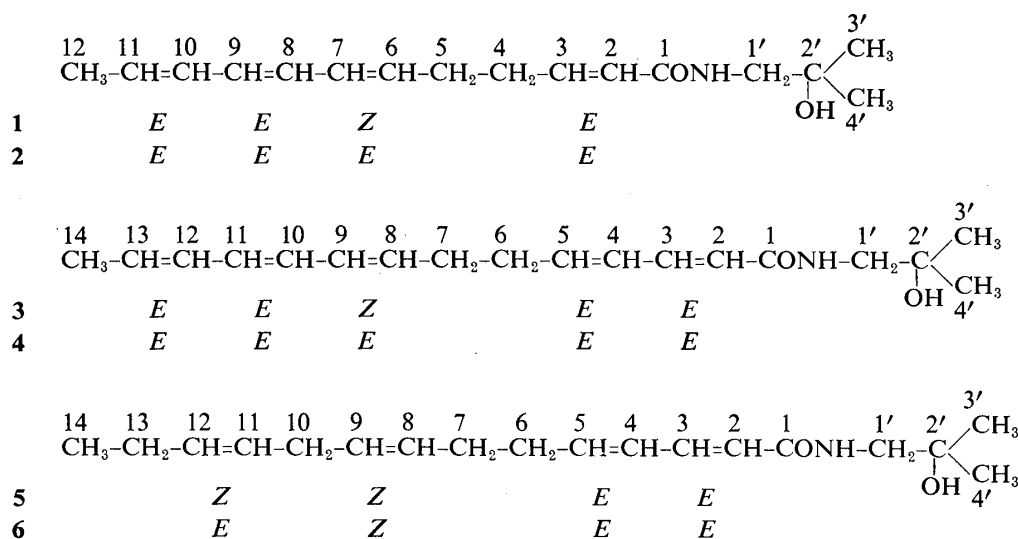 12 11 10 9 8 7 6 5 4 3 2 1 1′ 2′ 3′
CH₃–CH=CH–CH=CH–CH=CH–CH₂–CH₂–CH=CH–CONH–CH₂–C CH₃
OH CH₃
4′
1 E E Z E
2 E E E E
14 13 12 11 10 9 8 7 6 5 4 3 2 1 1′ 2′ 3′
CH₃–CH=CH–CH=CH–CH=CH–CH₂–CH₂–CH=CH–CH=CH–CONH–CH₂–C CH₃
OH CH₃
4′
3 E E Z E E
4 E E E E E
14 13 12 11 10 9 8 7 6 5 4 3 2 1 1′ 2′ 3′
CH₃–CH₂–CH=CH–CH₂–CH=CH–CH₂–CH₂–CH=CH–CH=CH–CONH–CH₂–C CH₃
OH CH₃
4′
5 Z Z E E
6 E Z E E